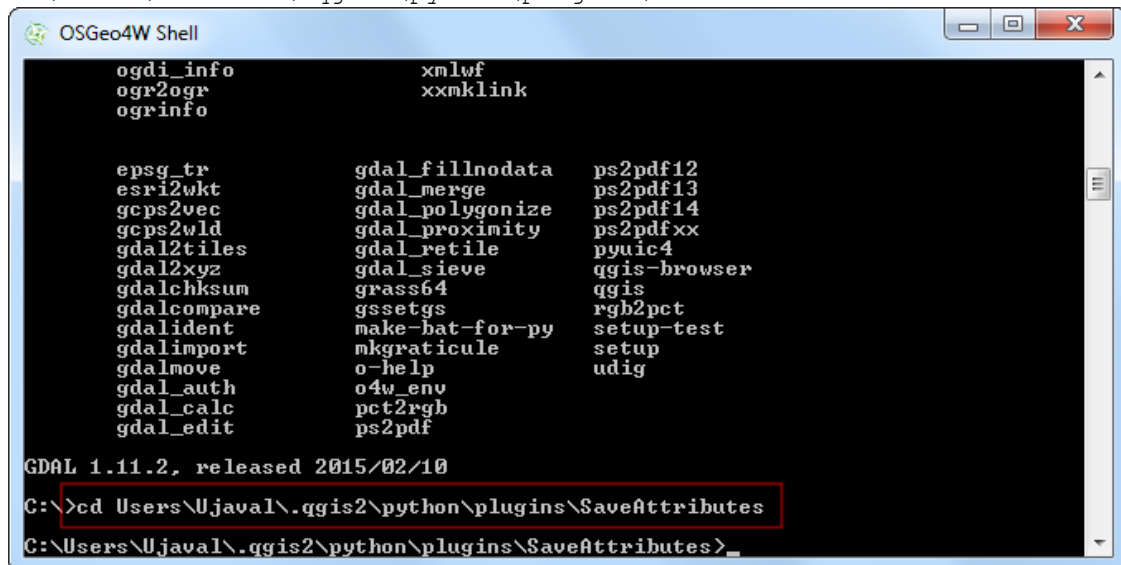 OSGeo4W Shell
ogdi_info xmlwf
ogr2ogr xxmklink
ogrinfo
epsg_tr gdal_fillnodata ps2pdf12
esri2wkt gdal_merge ps2pdf13
gcps2vec gdal_polygonize ps2pdf14
gcps2wld gdal_proximity ps2pdfxx
gdal2tiles gdal_retile pyuic4
gdal2xyz gdal_sieve qgis-browser
gdalchksum grass64 qgis
gdalcompare gssetgs rgb2pct
gdalident make-bat-for-py setup-test
gdalimport mkgraticule setup
gdalmove o-help udig
gdal_auth o4w_env
gdal_calc pct2rgb
gdal_edit ps2pdf
GDAL 1.11.2, released 2015/02/10
C:\>cd Users\Ujaval\.qgis2\python\plugins\SaveAttributes
C:\Users\Ujaval\.qgis2\python\plugins\SaveAttributes>_